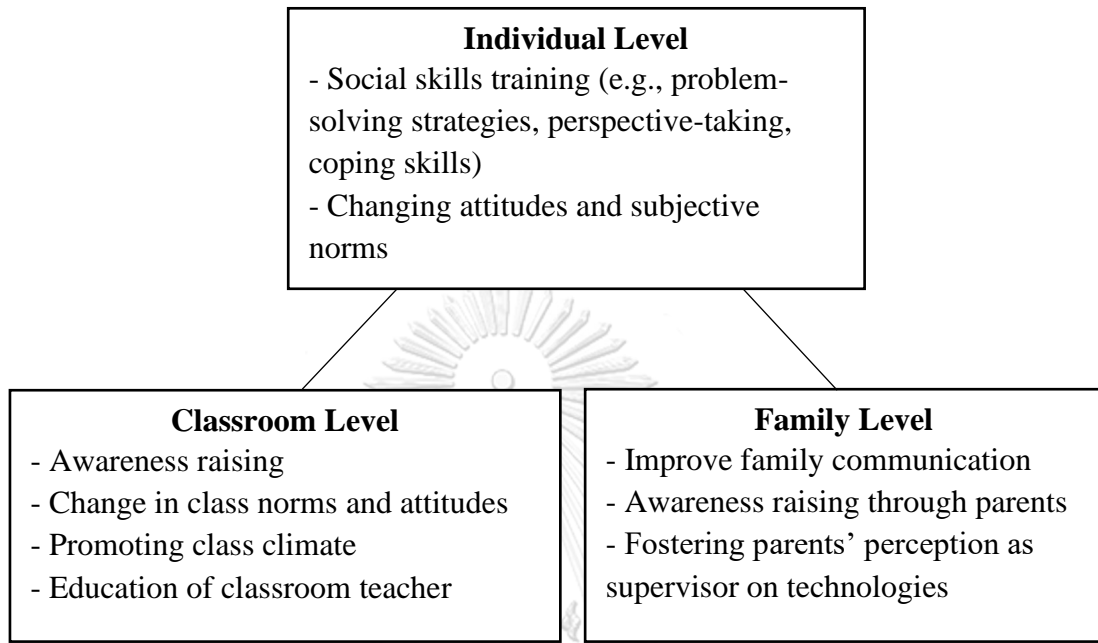 Individual Level
- Social skills training (e.g., problem-
solving strategies, perspective-taking,
coping skills)
- Changing attitudes and subjective
norms
Classroom Level
- Awareness raising
- Change in class norms and attitudes
- Promoting class climate
- Education of classroom teacher
Family Level
- Improve family communication
- Awareness raising through parents
- Fostering parents’ perception as
supervisor on technologies